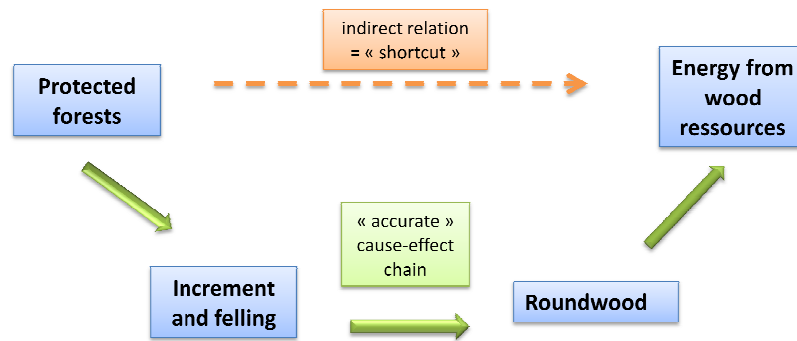 indirect relation
= « shortcut »
Protected
forests
Energy from
wood
ressources
« accurate »
cause-effect
chain
Increment
and felling
Roundwood